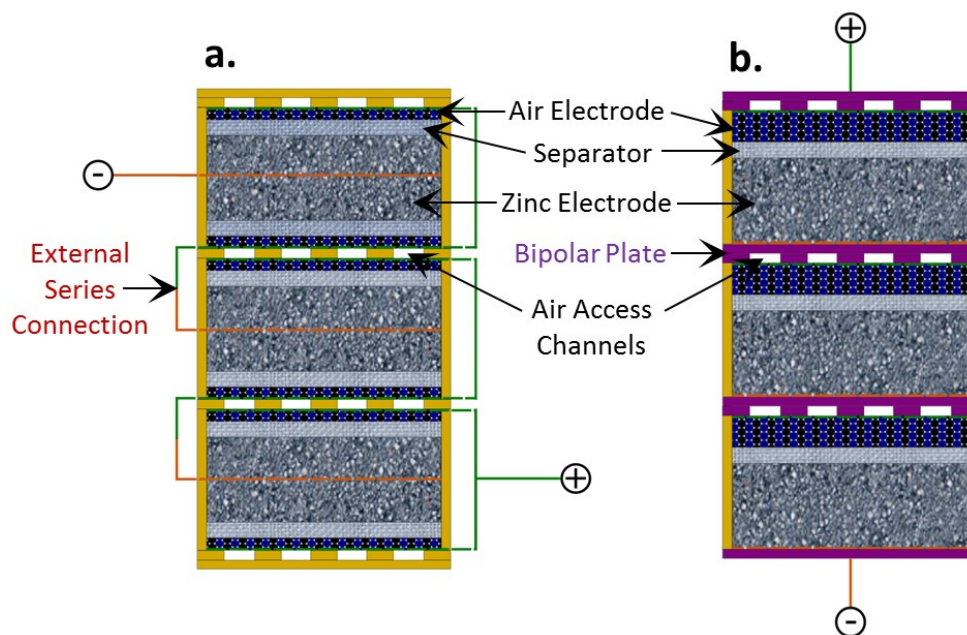 a.
b.
+
Air Electrode
Separator
−
Zinc Electrode
External
Series
Connection
Bipolar Plate
Air Access
Channels
+
−